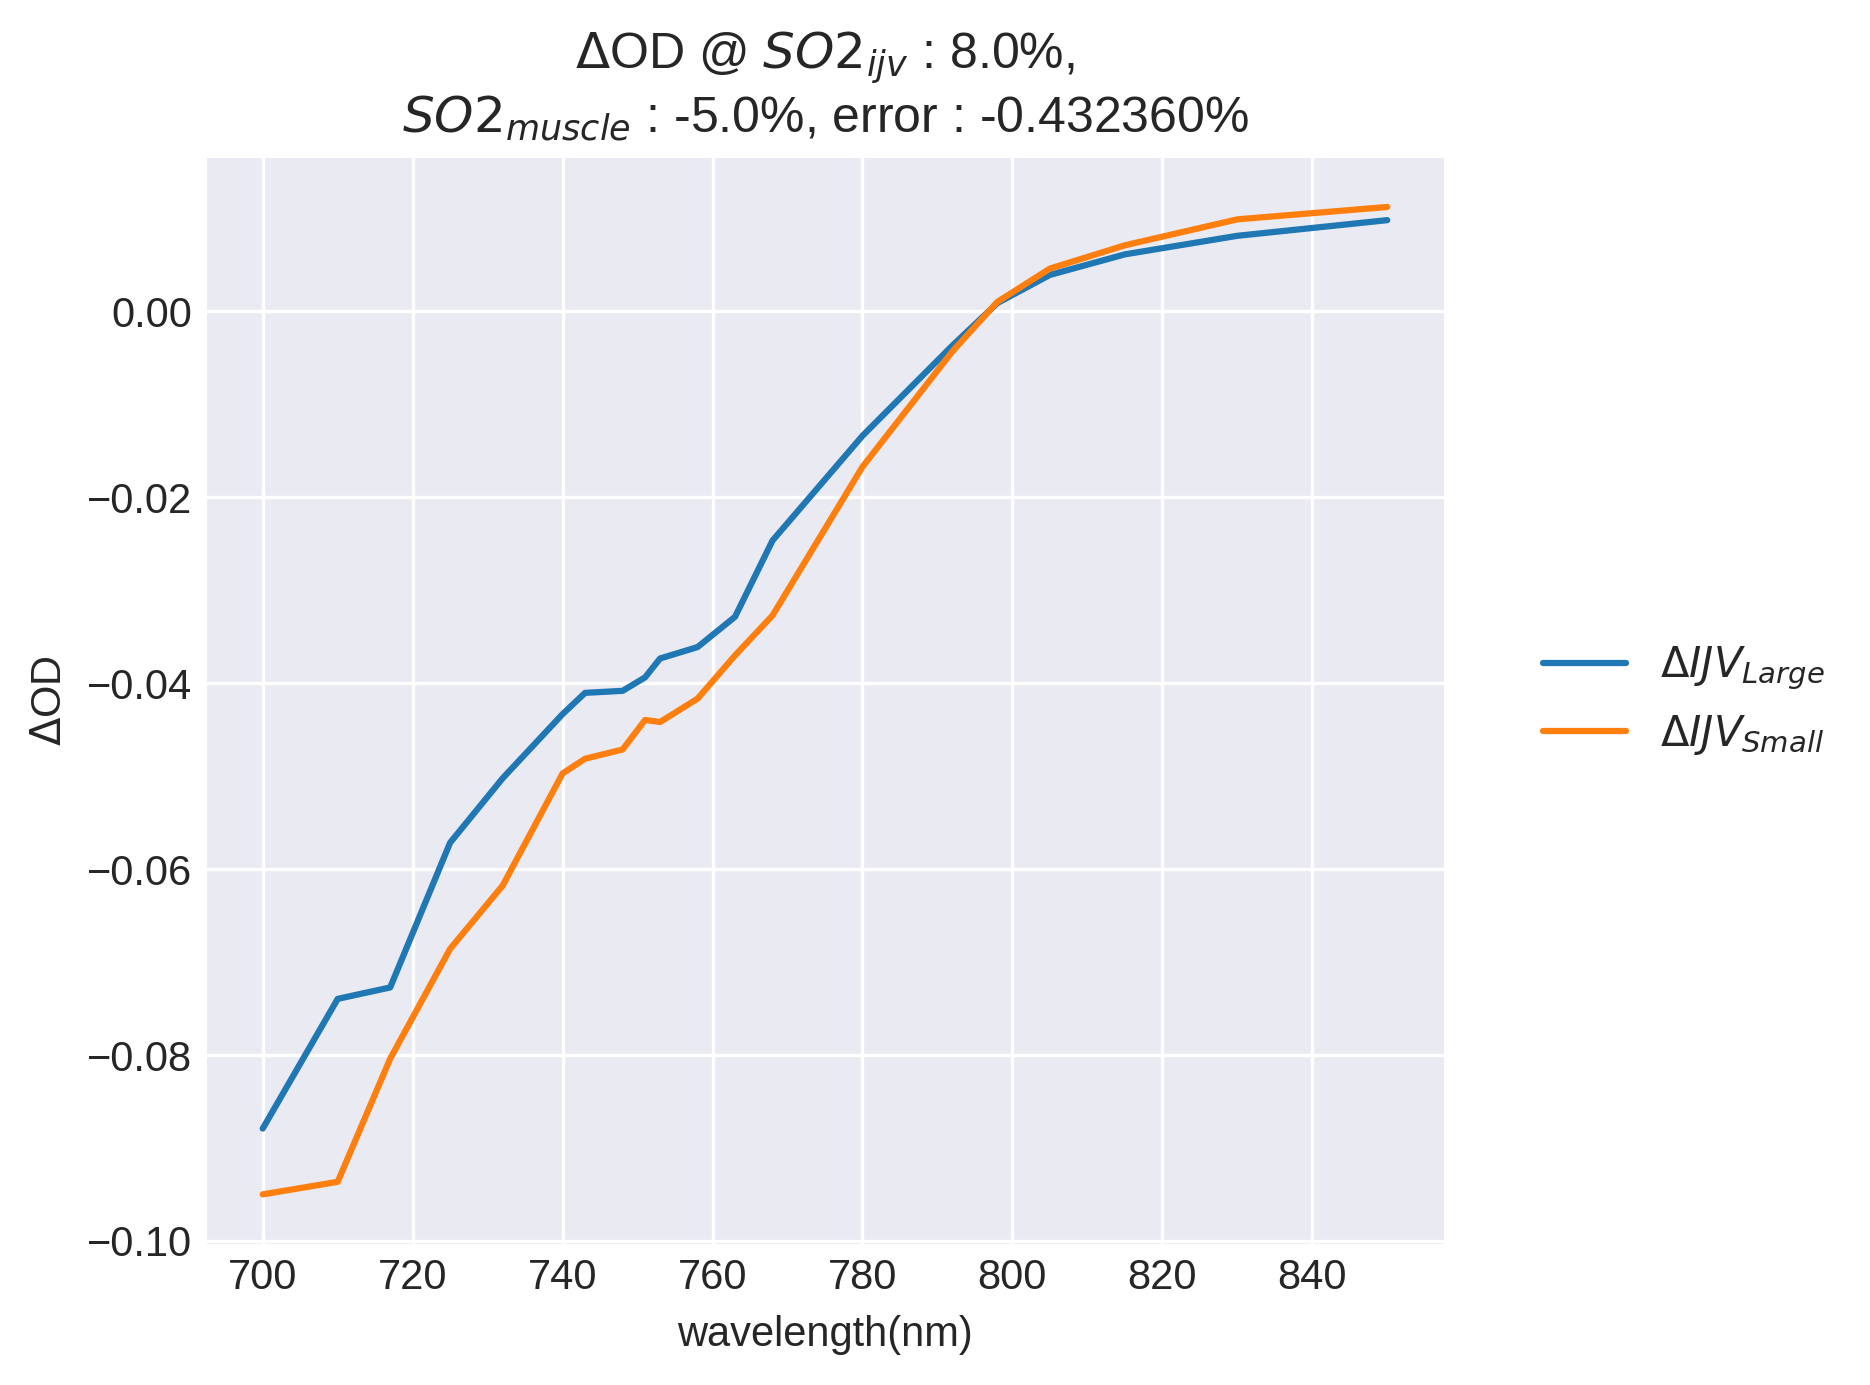 ΔOD @ SO2ijv : 8.0%,
SO2muscle : -5.0%, error : -0.432360%
ΔOD
0.00
−0.02
−0.04
−0.06
−0.08
−0.10
700 720 740 760 780 800 820 840
wavelength(nm)
ΔIJVLarge
ΔIJVSmall